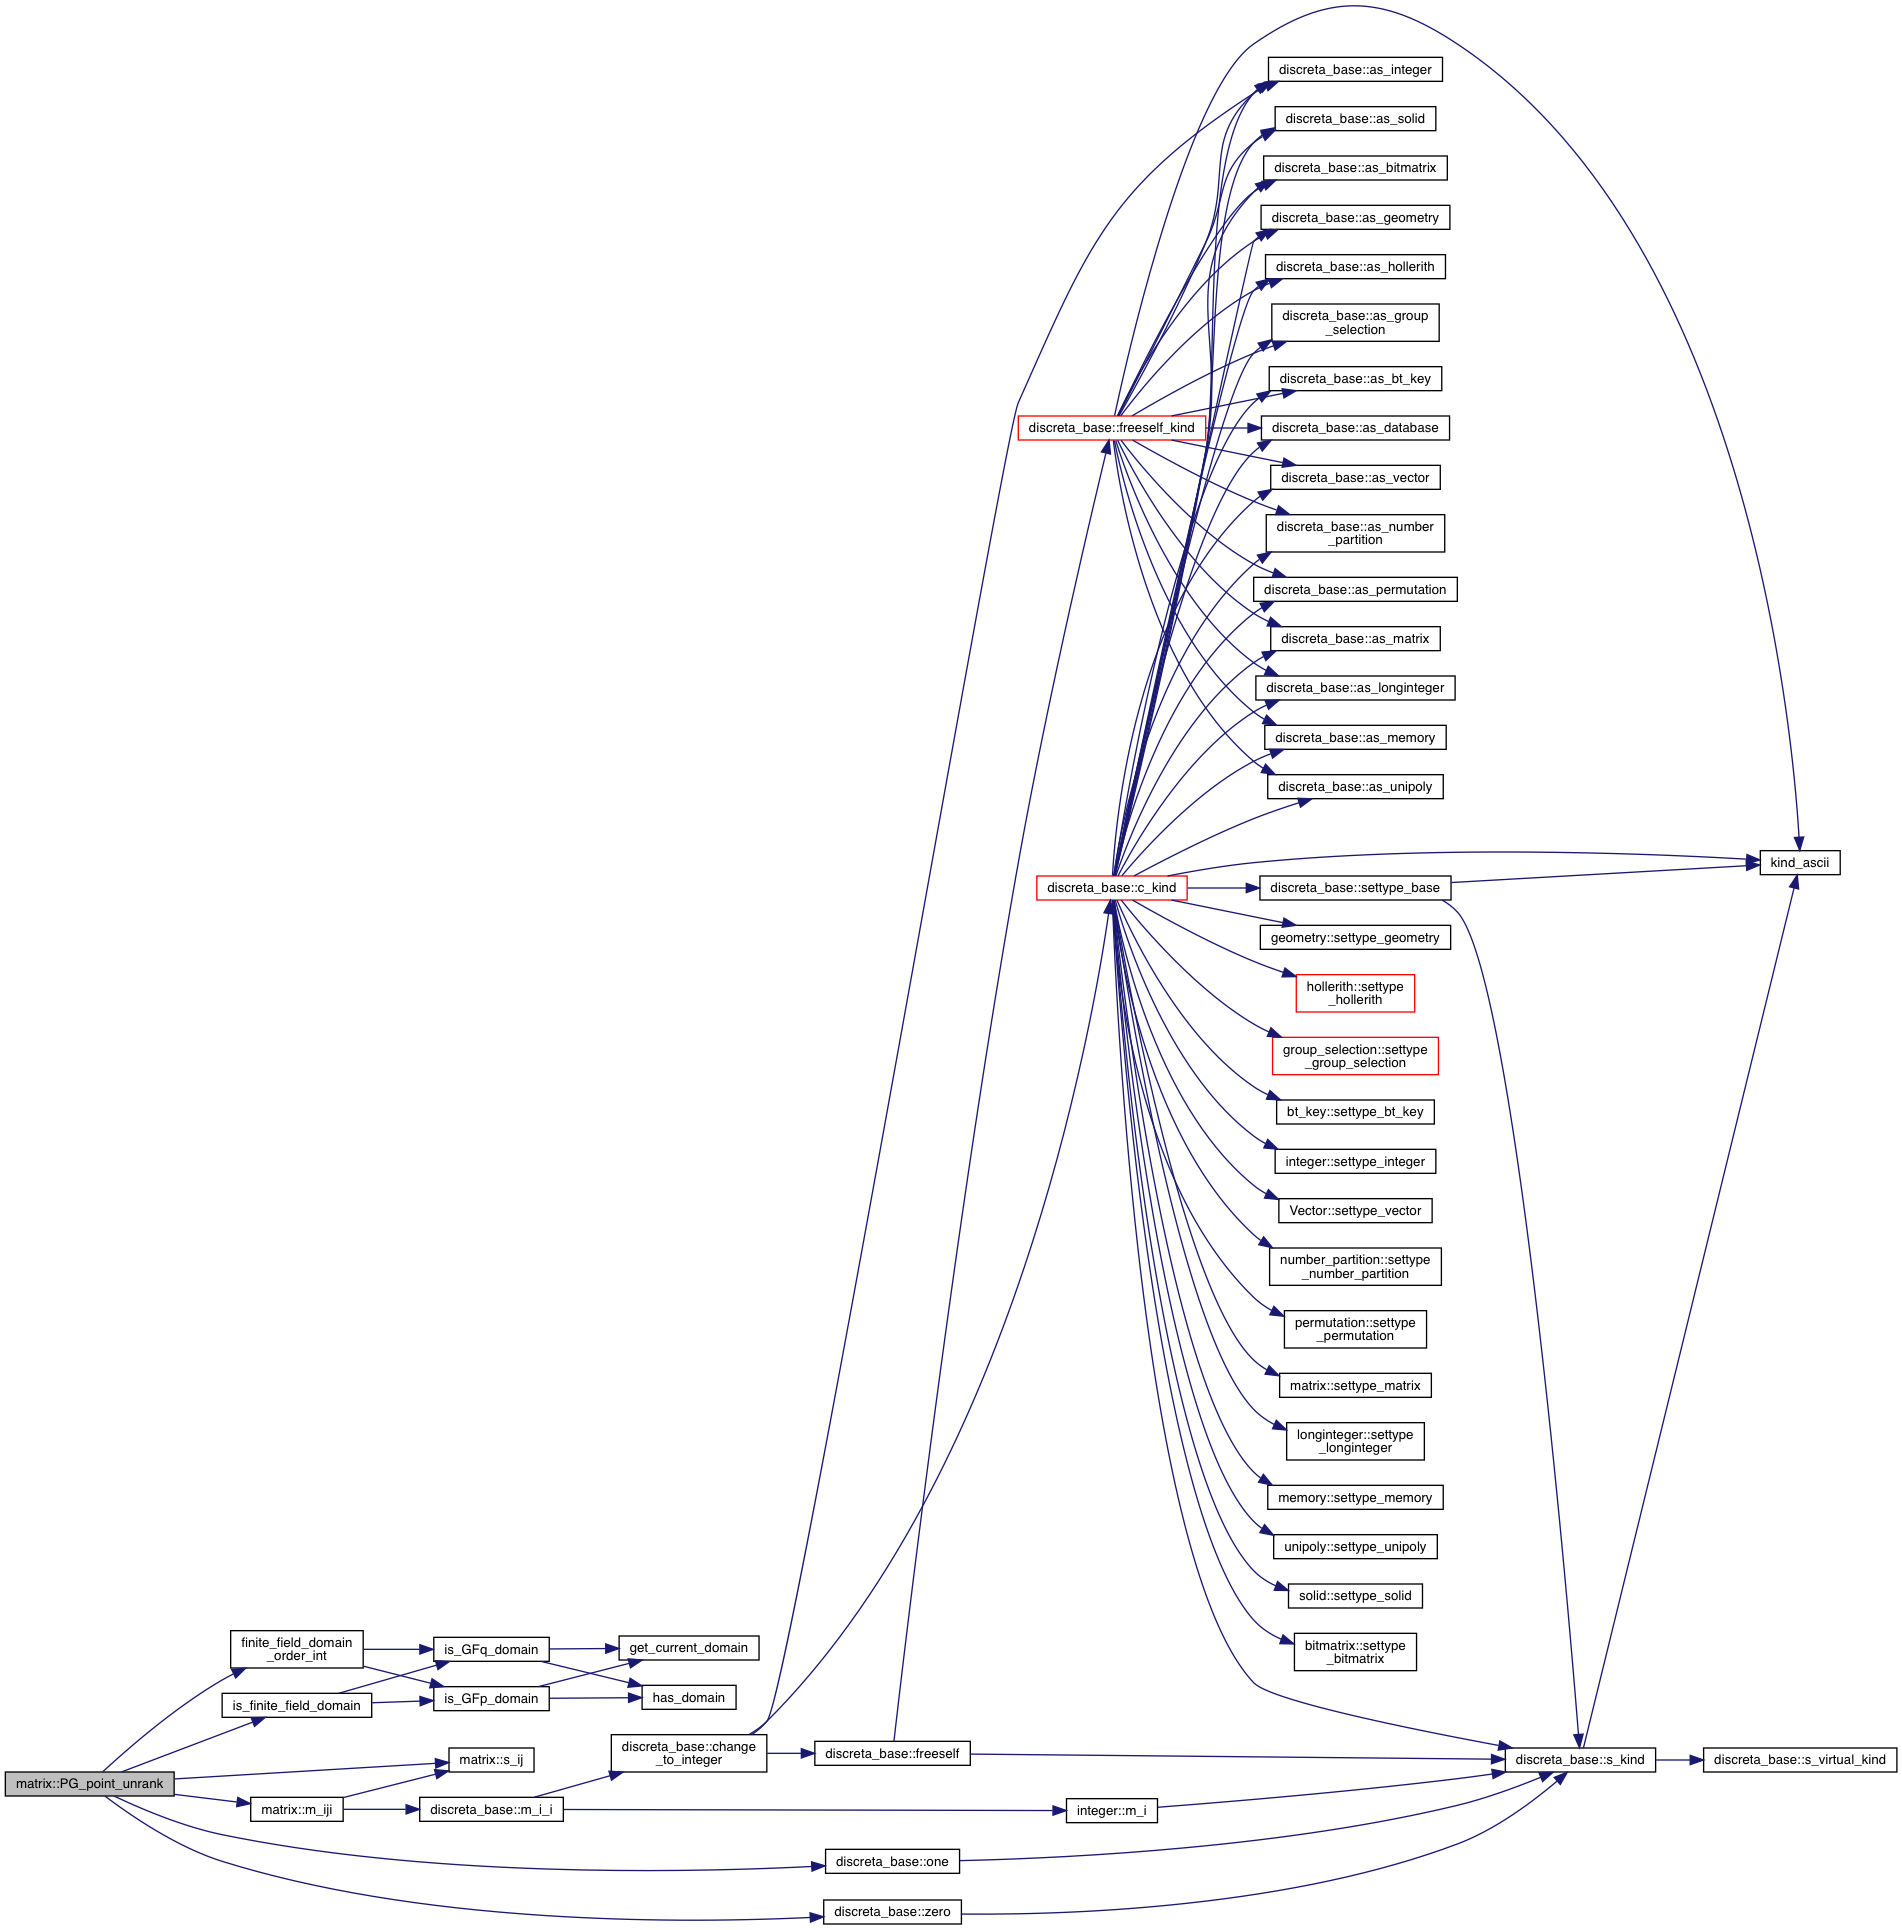 discreta_base::as_integer
discreta_base::as_solid
discreta_base::as_bitmatrix
discreta_base::as_geometry
discreta_base::as_hollerith
discreta_base::as_group
_selection
discreta_base::as_bt_key
discreta_base::freeself_kind
discreta_base::as_database
discreta_base::as_vector
discreta_base::as_number
_partition
discreta_base::as_permutation
discreta_base::as_matrix
discreta_base::as_longinteger
discreta_base::as_memory
discreta_base::as_unipoly
kind_ascii
discreta_base::c_kind
discreta_base::settype_base
geometry::settype_geometry
hollerith::settype
_hollerith
group_selection::settype
_group_selection
bt_key::settype_bt_key
integer::settype_integer
Vector::settype_vector
number_partition::settype
_number_partition
permutation::settype
_permutation
matrix::settype_matrix
longinteger::settype
_longinteger
memory::settype_memory
unipoly::settype_unipoly
solid::settype_solid
bitmatrix::settype
_bitmatrix
finite_field_domain
_order_int
is_GFq_domain
get_current_domain
is_finite_field_domain
is_GFp_domain
has_domain
discreta_base::change
_to_integer
discreta_base::freeself
matrix::s_ij
discreta_base::s_kind
discreta_base::s_virtual_kind
matrix::PG_point_unrank
matrix::m_iji
discreta_base::m_i_i
integer::m_i
discreta_base::one
discreta_base::zero